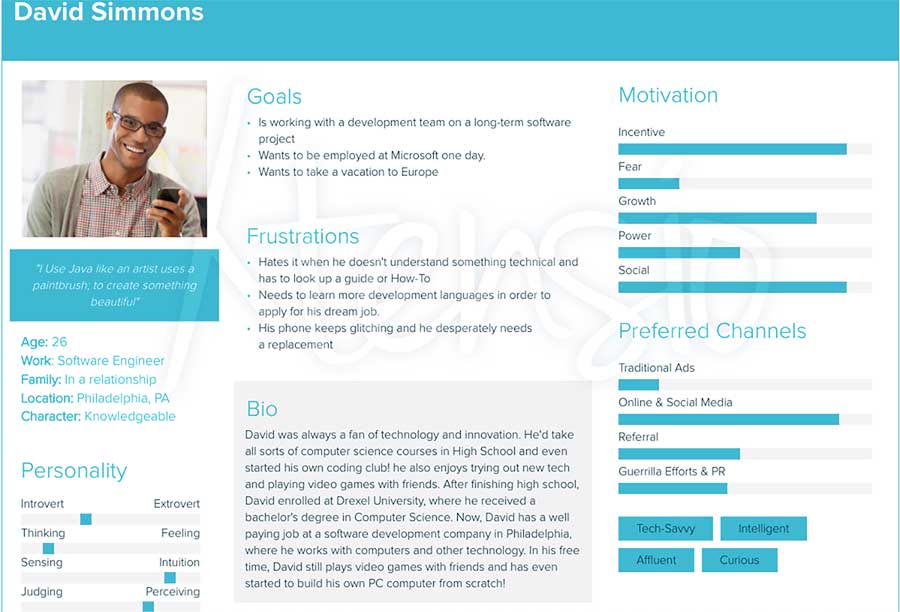 David Simmons
"I Use Java like an artist uses a
paintbrush; to create something
beautiful"
Age: 26
Work: Software Engineer
Family: In a relationship
Location: Philadelphia, PA
Character: Knowledgeable
Personality
Introvert Extrovert
Thinking Feeling
Sensing Intuition
Judging Perceiving
Goals
• Is working with a development team on a long-term software
project
• Wants to be employed at Microsoft one day.
• Wants to take a vacation to Europe
Frustrations
• Hates it when he doesn't understand something technical and
has to look up a guide or How-To
• Needs to learn more development languages in order to
apply for his dream job.
• His phone keeps glitching and he desperately needs
a replacement
Bio
David was always a fan of technology and innovation. He'd take
all sorts of computer science courses in High School and even
started his own coding club! he also enjoys trying out new tech
and playing video games with friends. After finishing high school,
David enrolled at Drexel University, where he received a
bachelor's degree in Computer Science. Now, David has a well
paying job at a software development company in Philadelphia,
where he works with computers and other technology. In his free
time, David still plays video games with friends and has even
started to build his own PC computer from scratch!
Motivation
Incentive
Fear
Growth
Power
Social
Preferred Channels
Traditional Ads
Online & Social Media
Referral
Guerrilla Efforts & PR
Tech-Savvy Intelligent
Affluent Curious